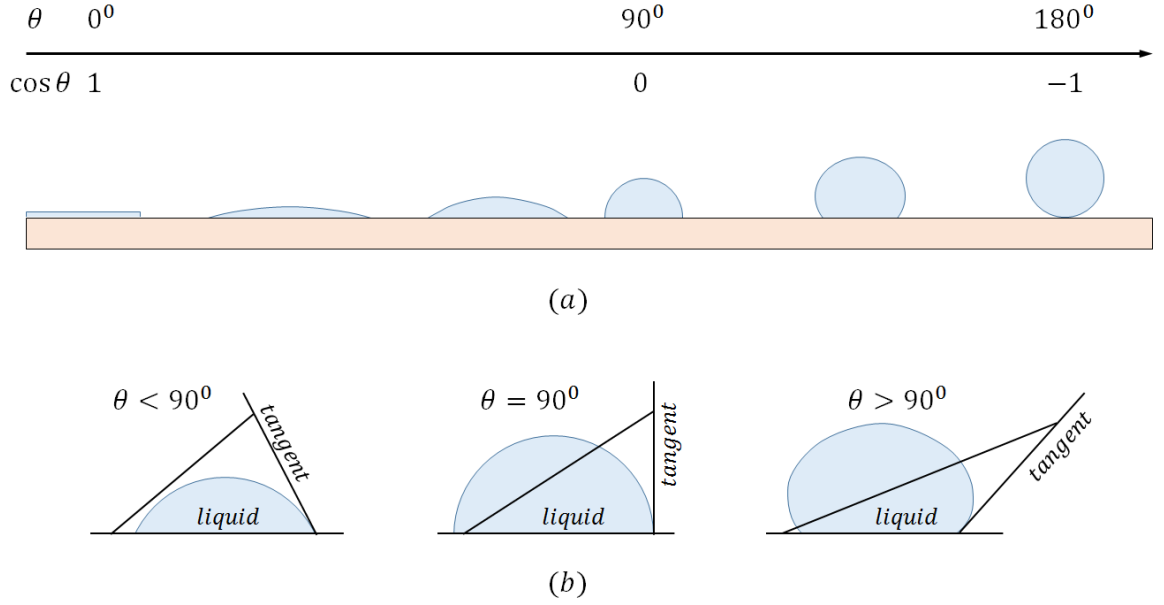 θ 0⁰ 90⁰ 180⁰
cos θ 1 0 −1
(a)
θ < 90⁰ θ = 90⁰ θ > 90⁰
tangent tangent tangent
liquid liquid liquid
(b)